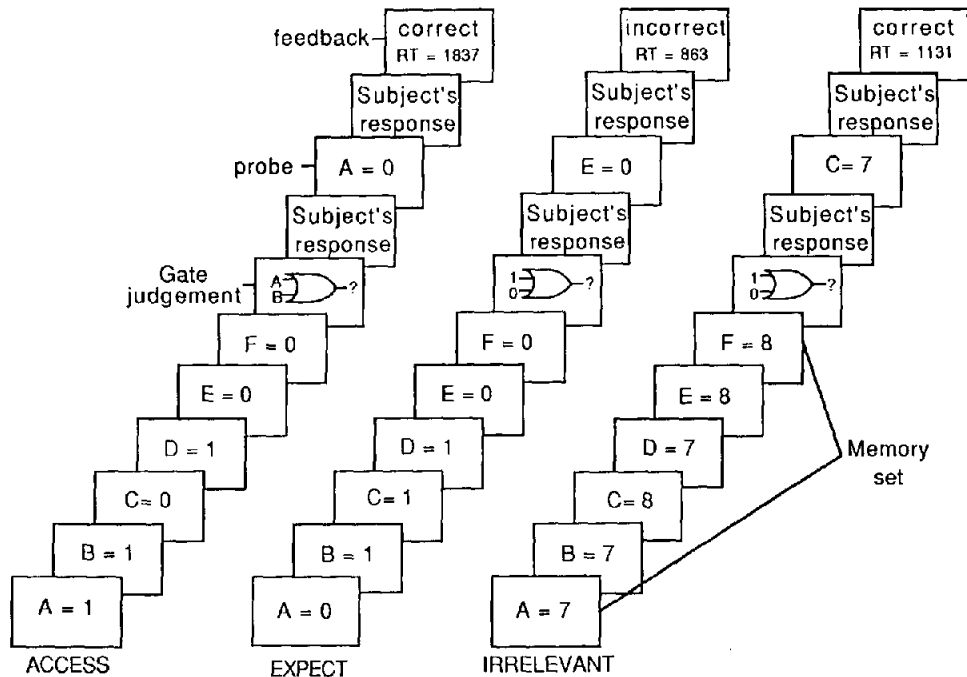 feedback
correct
RT = 1837
Subject's
response
probe
A = 0
Subject's
response
Gate
judgement
A
B
?
F = 0
E = 0
D = 1
C= 0
B = 1
A = 1
ACCESS
incorrect
RT = 863
Subject's
response
E = 0
Subject's
response
1
0
?
F = 0
E = 0
D = 1
C = 1
B = 1
A = 0
EXPECT
correct
RT = 1131
Subject's
response
C= 7
Subject's
response
1
0
?
F = 8
E = 8
D = 7
C = 8
B = 7
A = 7
IRRELEVANT
Memory
set